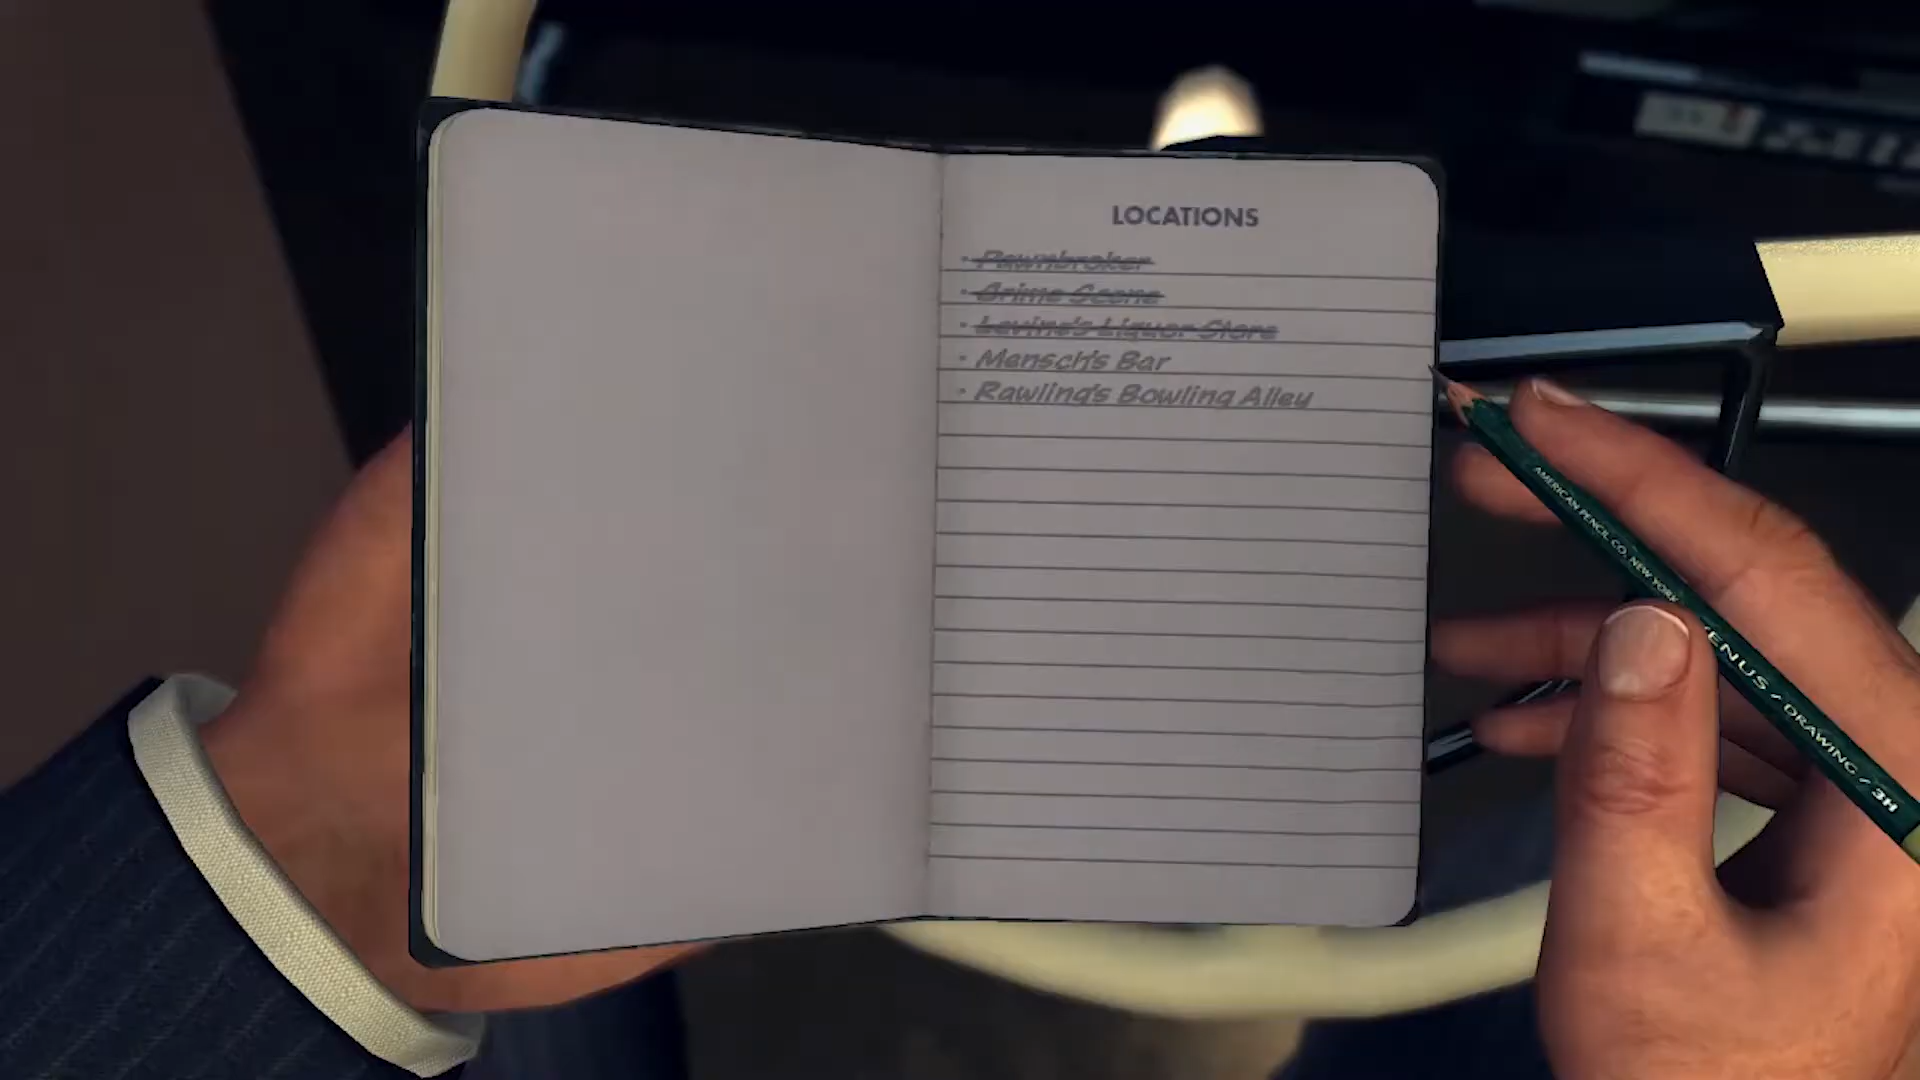 LOCATIONS
· Pawnbroker
· Crime Scene
· Levine's Liquor Store
· Mensch's Bar
· Rawling's Bowling Alley
AMERICAN PENCIL CO. NEW YORK
VENUS / DRAWING / 3H